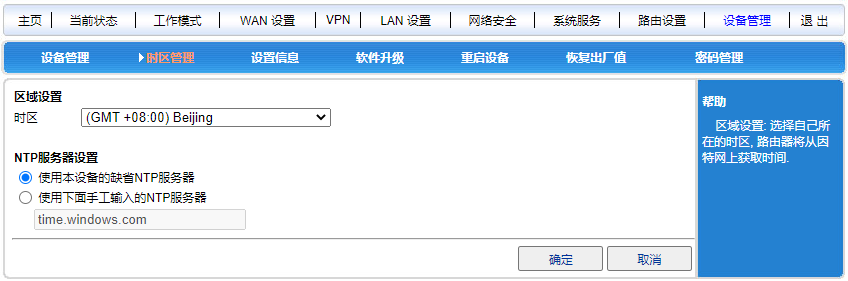 主页 当前状态 工作模式 WAN 设置 VPN LAN 设置 网络安全 系统服务 路由设置 设备管理 退 出
设备管理 时区管理 设置信息 软件升级 重启设备 恢复出厂值 密码管理
区域设置
时区 (GMT +08:00) Beijing
NTP服务器设置
使用本设备的缺省NTP服务器
使用下面手工输入的NTP服务器
time.windows.com
确定 取消
帮助
区域设置: 选择自己所
在的时区, 路由器将从因
特网上获取时间.